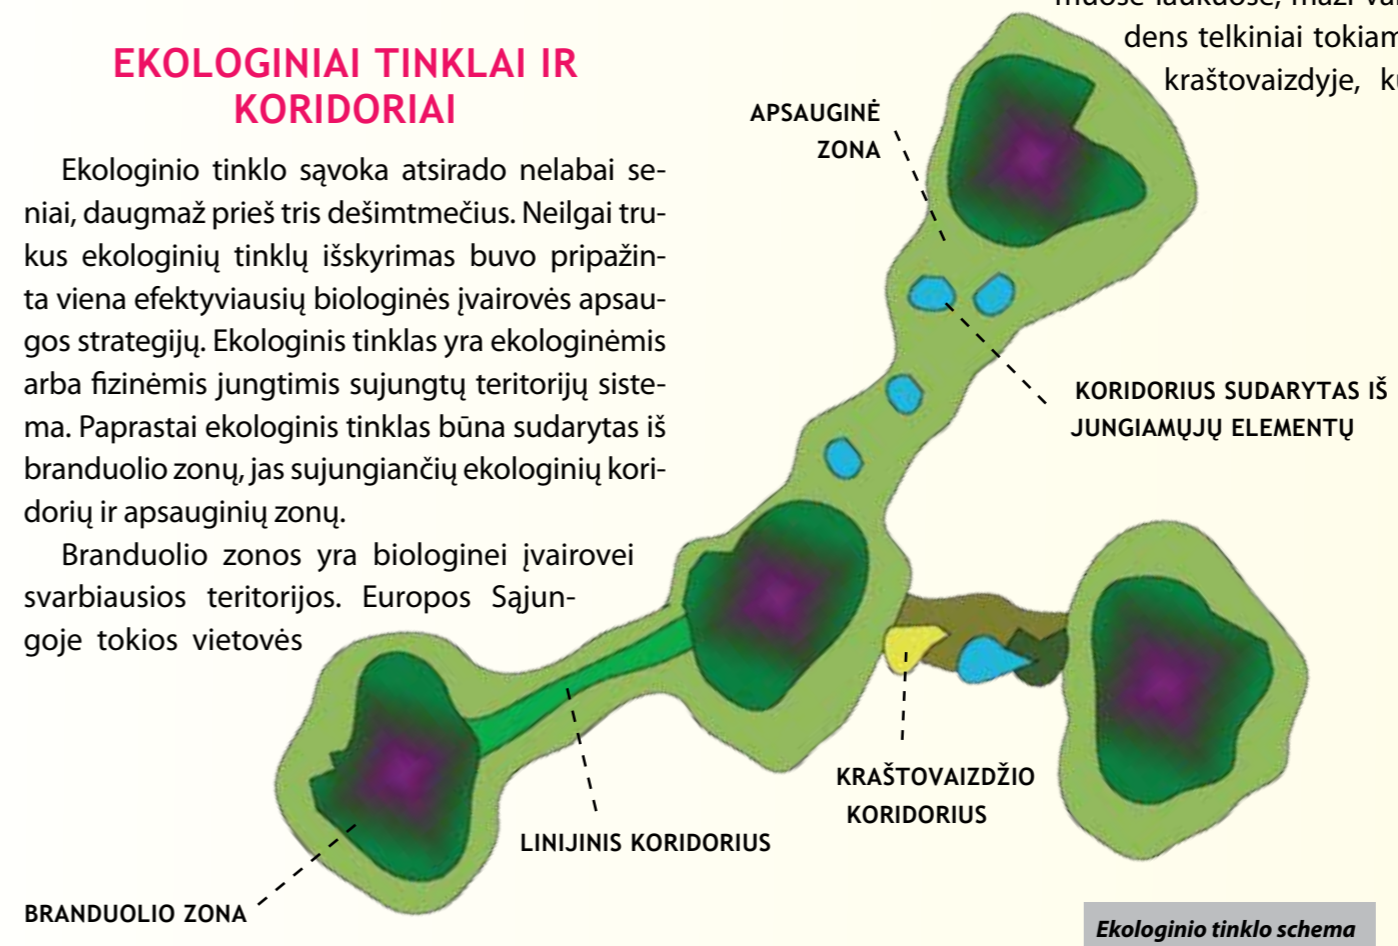 EKOLOGINIAI TINKLAI IR
KORIDORIAI
Ekologinio tinklo sąvoka atsirado nelabai se-
niai, daugmaž prieš tris dešimtmečius. Neilgai tru-
kus ekologinių tinklų išskyrimas buvo pripažin-
ta viena efektyviausių biologinės įvairovės apsau-
gos strategijų. Ekologinis tinklas yra ekologinėmis
arba fizinėmis jungtimis sujungtų teritorijų siste-
ma. Paprastai ekologinis tinklas būna sudarytas iš
branduolio zonų, jas sujungiančių ekologinių kori-
dorių ir apsauginių zonų.
Branduolio zonos yra biologinei įvairovei
svarbiausios teritorijos. Europos Sąjun-
goje tokios vietovės
dens telkiniai tokiam
kraštovaizdyje,
APSAUGINĖ
ZONA
KORIDORIUS SUDARYTAS IŠ
JUNGIAMŲJŲ ELEMENTŲ
KRAŠTOVAIZDŽIO
KORIDORIUS
LINIJINIS KORIDORIUS
BRANDUOLIO ZONA
Ekologinio tinklo schema